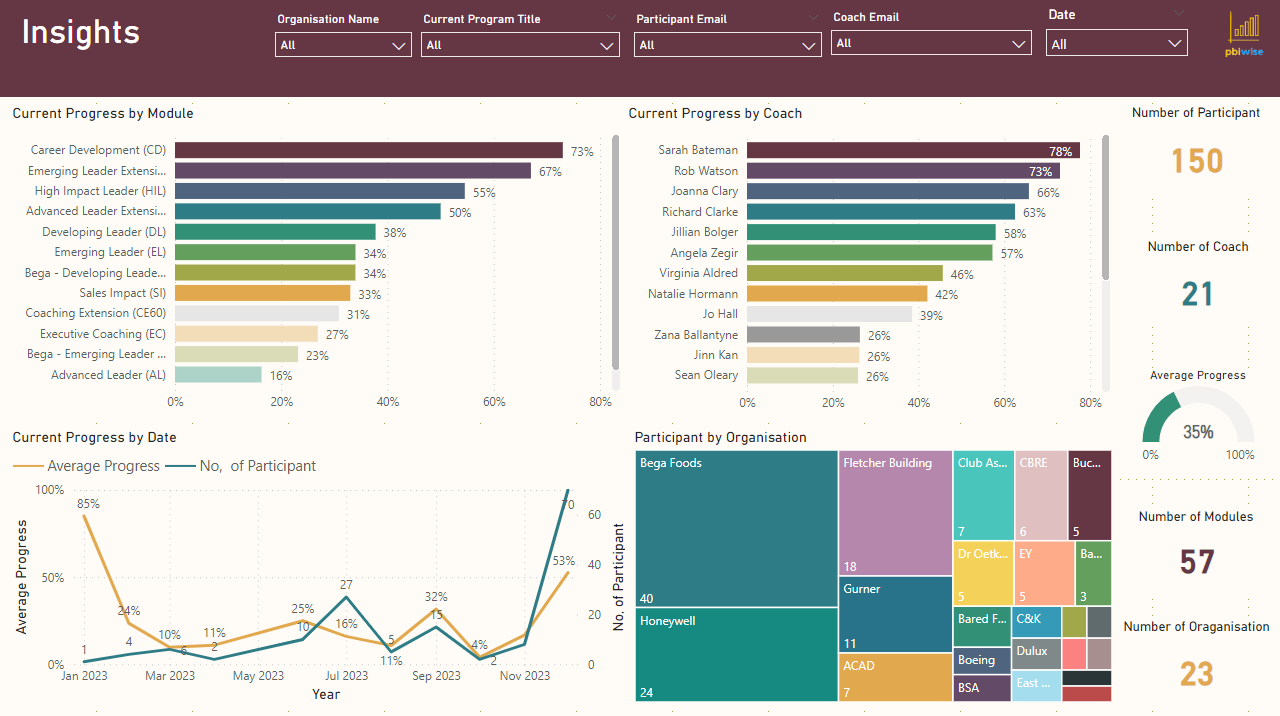 Insights
Organisation Name
All
Current Program Title
All
Participant Email
All
Coach Email
All
Date
All
pbiwise
Current Progress by Module
Career Development (CD)
73%
Emerging Leader Extensi...
67%
High Impact Leader (HIL)
55%
Advanced Leader Extensi...
50%
Developing Leader (DL)
38%
Emerging Leader (EL)
34%
Bega - Developing Leade...
34%
Sales Impact (SI)
33%
Coaching Extension (CE60)
31%
Executive Coaching (EC)
27%
Bega - Emerging Leader ...
23%
Advanced Leader (AL)
16%
0% 20% 40% 60% 80%
Current Progress by Coach
Sarah Bateman
78%
Rob Watson
73%
Joanna Clary
66%
Richard Clarke
63%
Jillian Bolger
58%
Angela Zegir
57%
Virginia Aldred
46%
Natalie Hormann
42%
Jo Hall
39%
Zana Ballantyne
26%
Jinn Kan
26%
Sean Oleary
26%
0% 20% 40% 60% 80%
Number of Participant
150
Number of Coach
21
Average Progress
35%
0% 100%
Number of Modules
57
Number of Oraganisation
23
Current Progress by Date
Average Progress
No, of Participant
100%
50%
0%
Average Progress
85%
24%
10%
11%
25%
16%
11%
32%
4%
53%
1
4
6
2
10
27
5
15
2
70
60
40
20
0
No, of Participant
Jan 2023 Mar 2023 May 2023 Jul 2023 Sep 2023 Nov 2023
Year
Participant by Organisation
Bega Foods
40
Honeywell
24
Fletcher Building
18
Gurner
11
ACAD
7
Club As...
7
CBRE
6
Buc...
5
Dr Oetk...
5
EY
5
Ba...
3
Bared F...
Boeing
BSA
C&K
Dulux
East ...